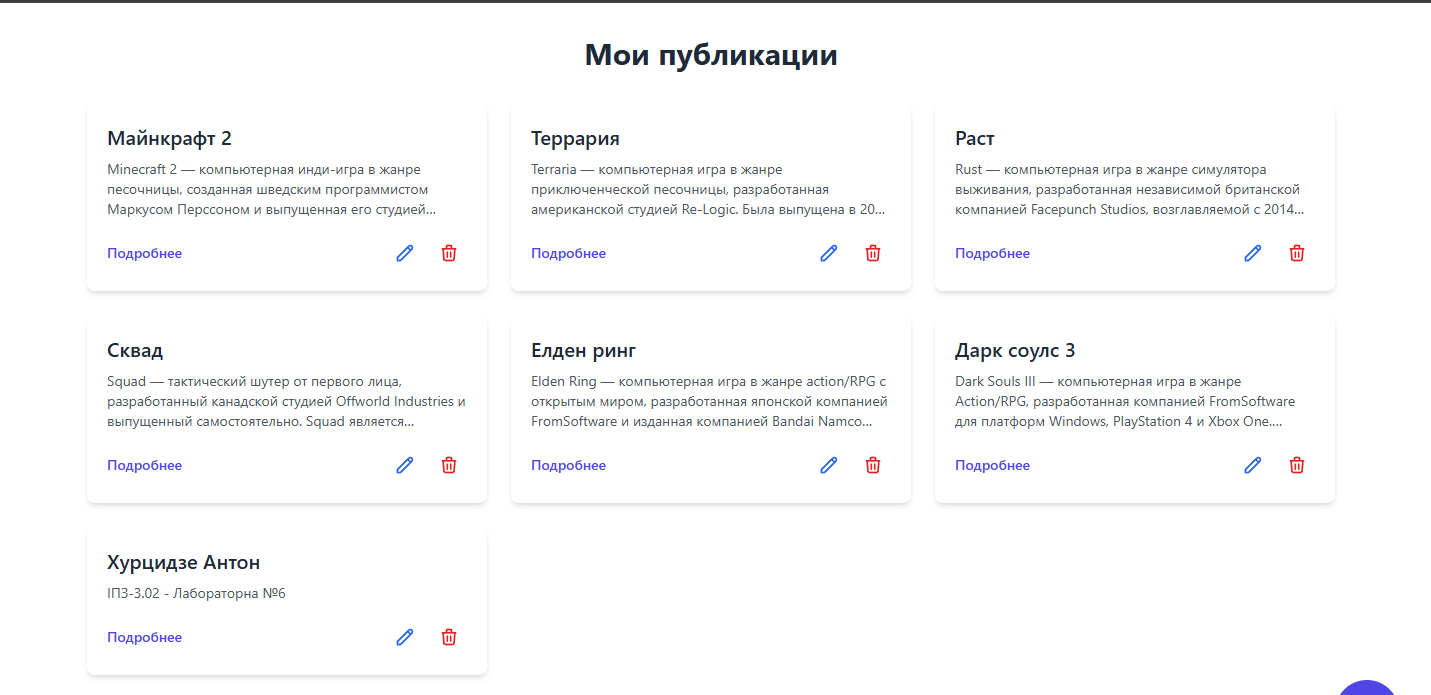 Мои публикации
Майнкрафт 2
Minecraft 2 — компьютерная инди-игра в жанре
песочницы, созданная шведским программистом
Маркусом Перссоном и выпущенная его студией...
Подробнее
Террария
Terraria — компьютерная игра в жанре
приключенческой песочницы, разработанная
американской студией Re-Logic. Была выпущена в 20...
Подробнее
Раст
Rust — компьютерная игра в жанре симулятора
выживания, разработанная независимой британской
компанией Facepunch Studios, возглавляемой с 2014...
Подробнее
Сквад
Squad — тактический шутер от первого лица,
разработанный канадской студией Offworld Industries и
выпущенный самостоятельно. Squad является...
Подробнее
Елден ринг
Elden Ring — компьютерная игра в жанре action/RPG с
открытым миром, разработанная японской компанией
FromSoftware и изданная компанией Bandai Namco...
Подробнее
Дарк соулс 3
Dark Souls III — компьютерная игра в жанре
Action/RPG, разработанная компанией FromSoftware
для платформ Windows, PlayStation 4 и Xbox One....
Подробнее
Хурцидзе Антон
ІПЗ-3.02 - Лабораторна №6
Подробнее